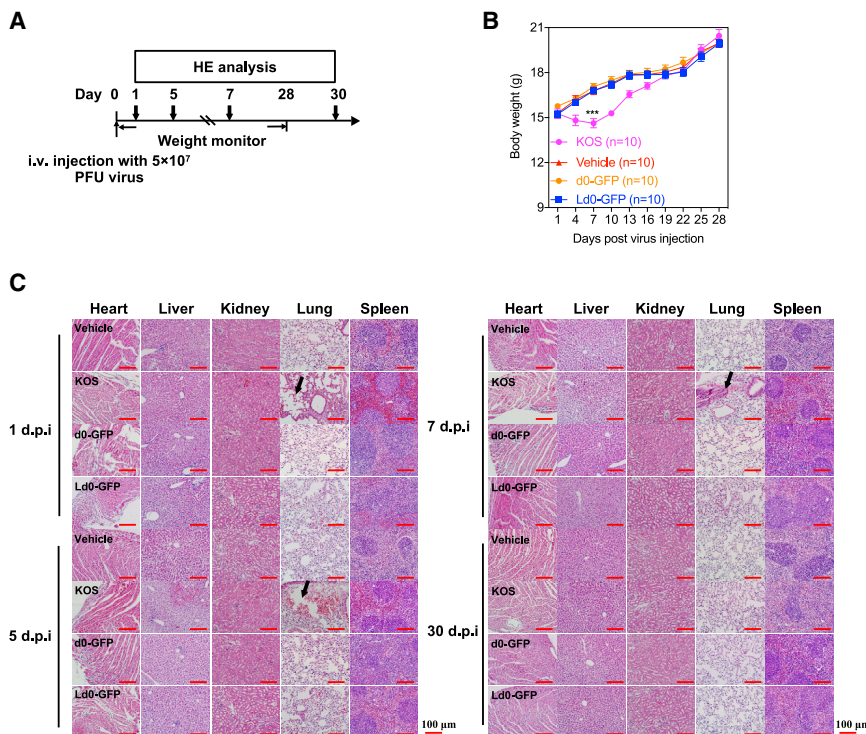 A
HE analysis
Day 0 1 5 7 28 30
Weight monitor
i.v. injection with 5×10⁷
PFU virus
B
Body weight (g)
21
18
15
12
9
***
KOS (n=10)
Vehicle (n=10)
d0-GFP (n=10)
Ld0-GFP (n=10)
1 4 7 10 13 16 19 22 25 28
Days post virus injection
C
Heart Liver Kidney Lung Spleen
1 d.p.i
Vehicle
KOS
d0-GFP
Ld0-GFP
5 d.p.i
Vehicle
KOS
d0-GFP
Ld0-GFP
100 µm
Heart Liver Kidney Lung Spleen
7 d.p.i
Vehicle
KOS
d0-GFP
Ld0-GFP
30 d.p.i
Vehicle
KOS
d0-GFP
Ld0-GFP
100 µm